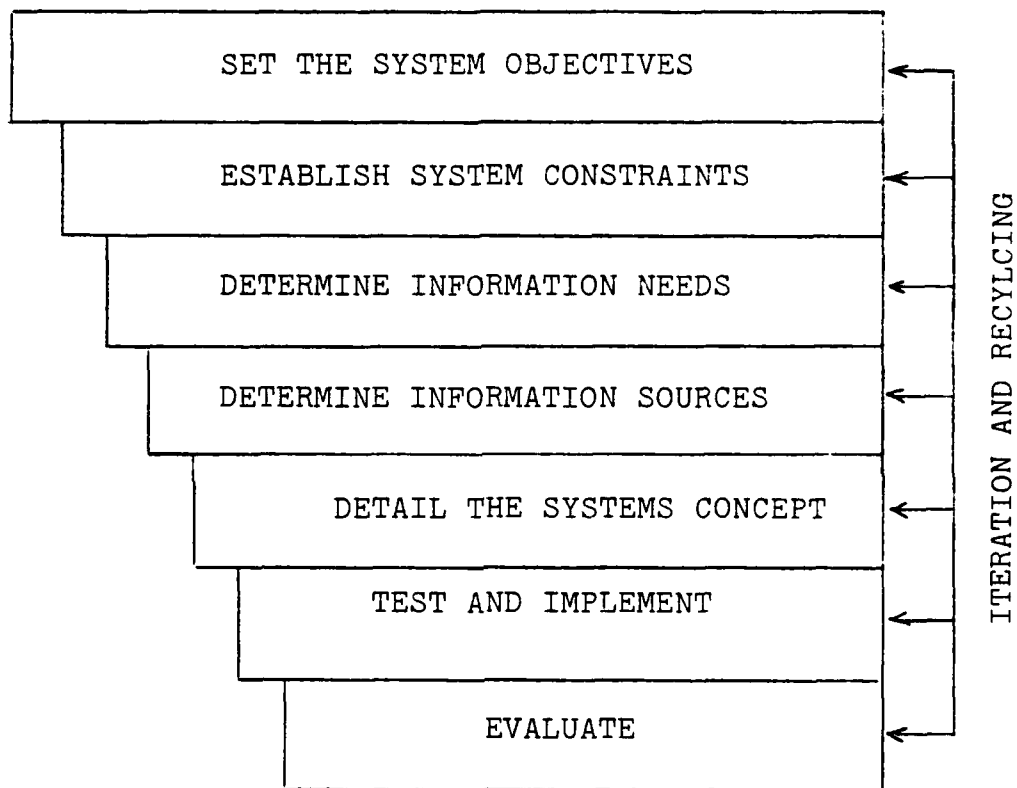 SET THE SYSTEM OBJECTIVES
ESTABLISH SYSTEM CONSTRAINTS
DETERMINE INFORMATION NEEDS
DETERMINE INFORMATION SOURCES
DETAIL THE SYSTEMS CONCEPT
TEST AND IMPLEMENT
EVALUATE
ITERATION AND RECYLCING